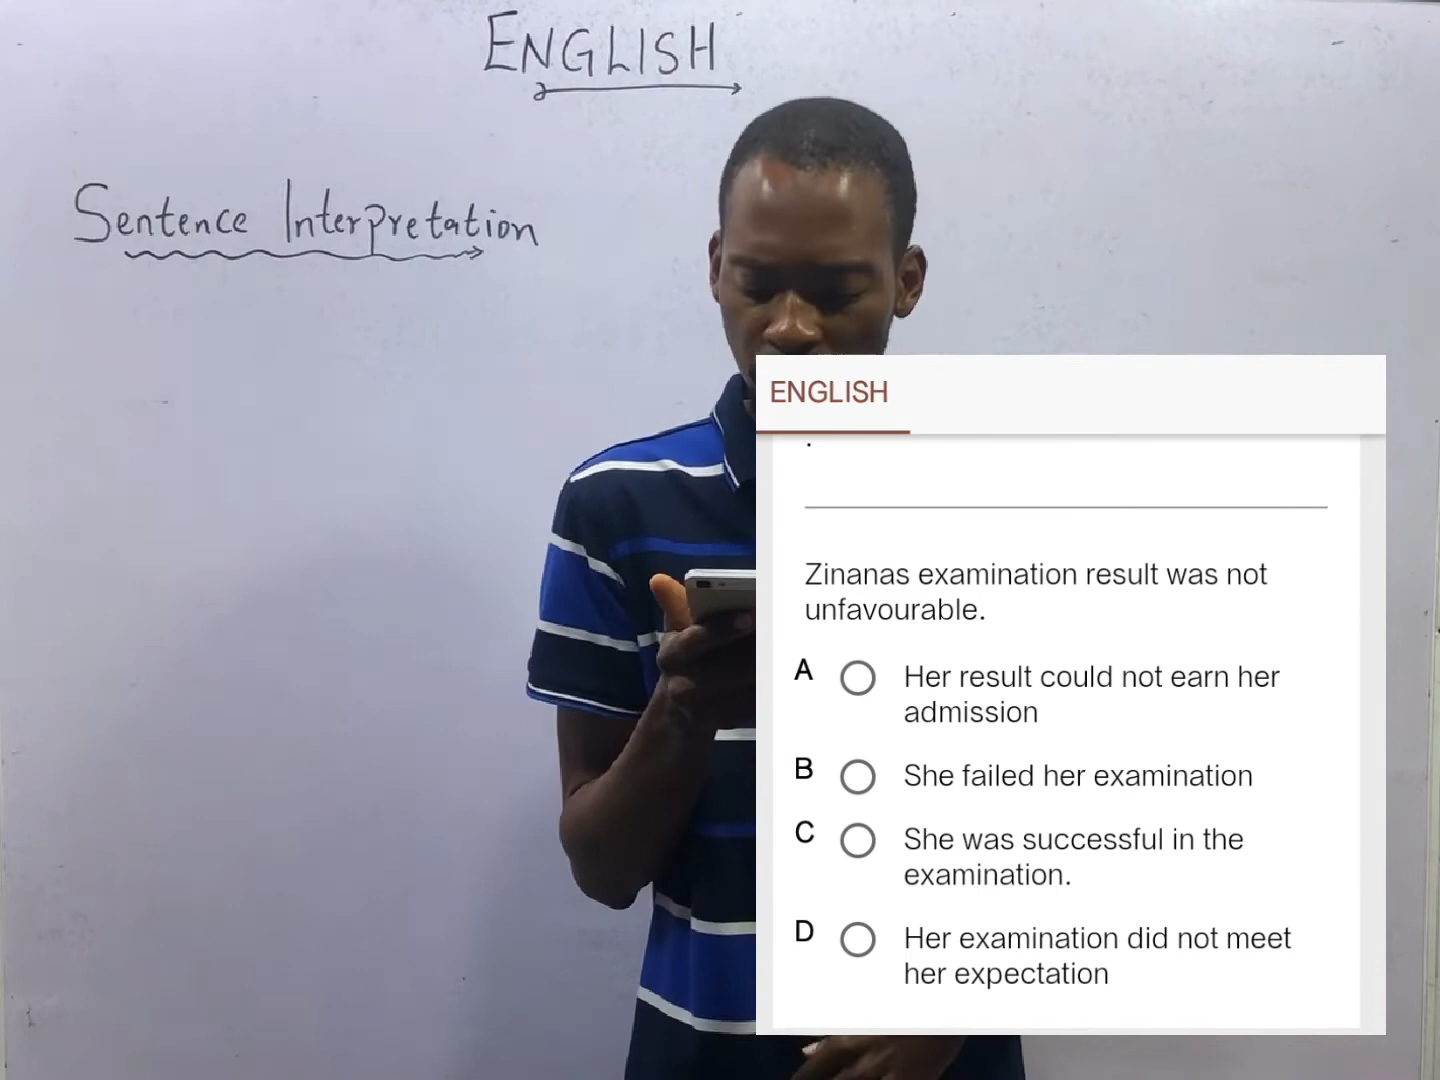 ENGLISH
Sentence Interpretation
ENGLISH
Zinanas examination result was not
unfavourable.
A Her result could not earn her
admission
B She failed her examination
C She was successful in the
examination.
D Her examination did not meet
her expectation